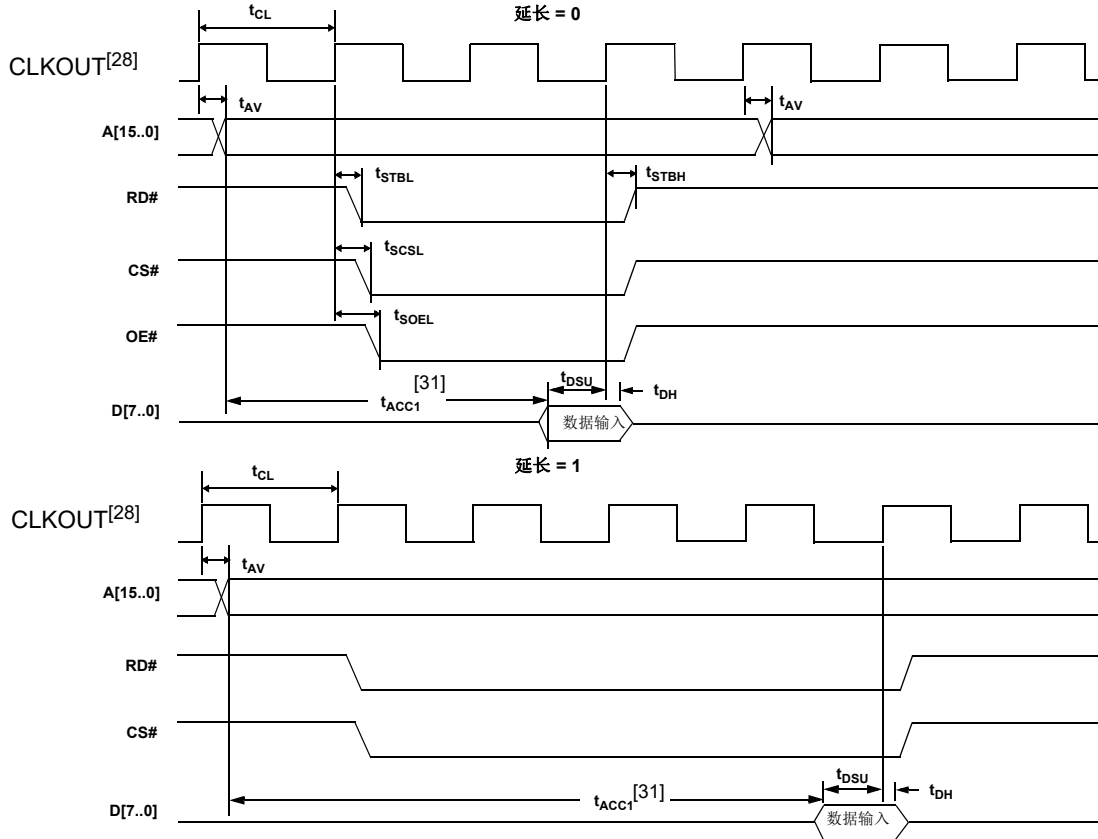 延长 = 0
tCL
CLKOUT[28]
tAV
tAV
A[15..0]
tSTBL
tSTBH
RD#
tSCSL
CS#
tSOEL
OE#
[31]
tDSU
tACC1
tDH
D[7..0]
数据输入
延长 = 1
tCL
CLKOUT[28]
tAV
A[15..0]
RD#
CS#
tDSU
tACC1[31]
tDH
D[7..0]
数据输入